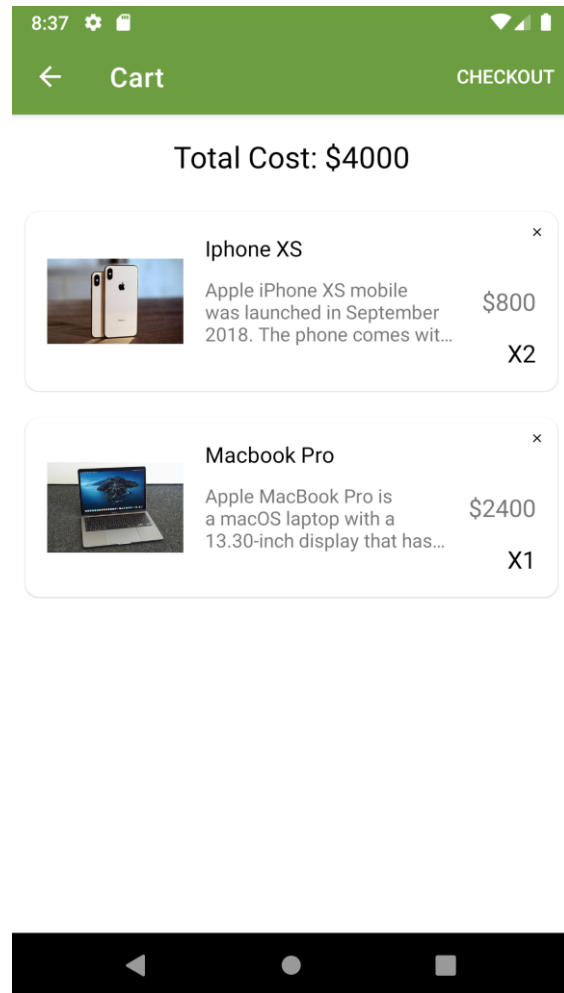 8:37
Cart
CHECKOUT
Total Cost: $4000
×
Iphone XS
Apple iPhone XS mobile
was launched in September
2018. The phone comes wit...
$800
X2
×
Macbook Pro
Apple MacBook Pro is
a macOS laptop with a
13.30-inch display that has...
$2400
X1